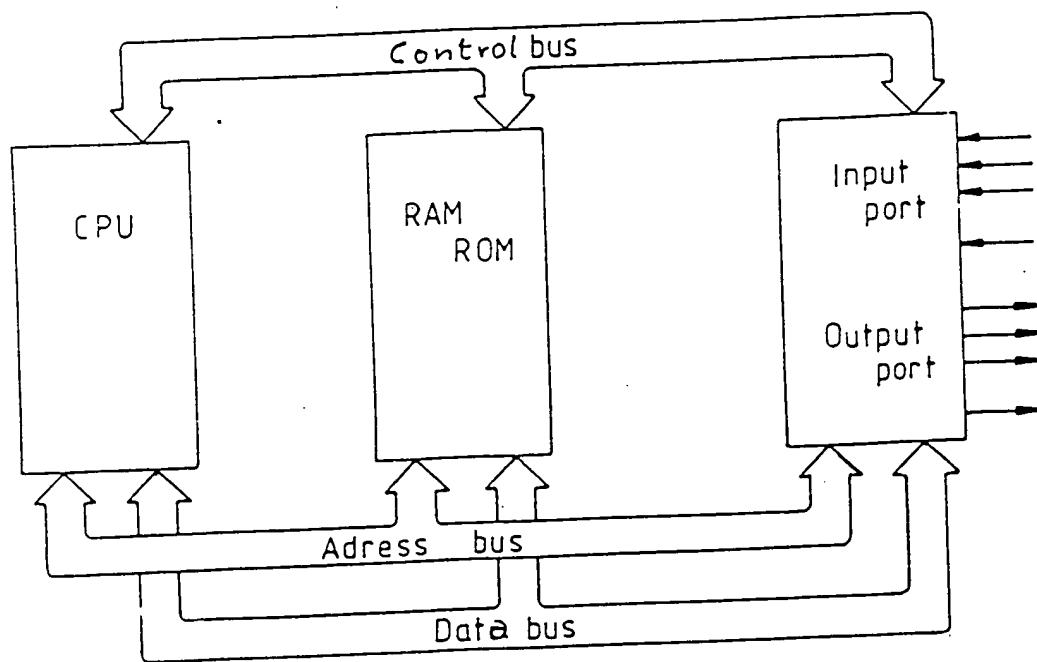 Control bus
CPU
RAM
ROM
Input
port
Output
port
Adress bus
Data bus